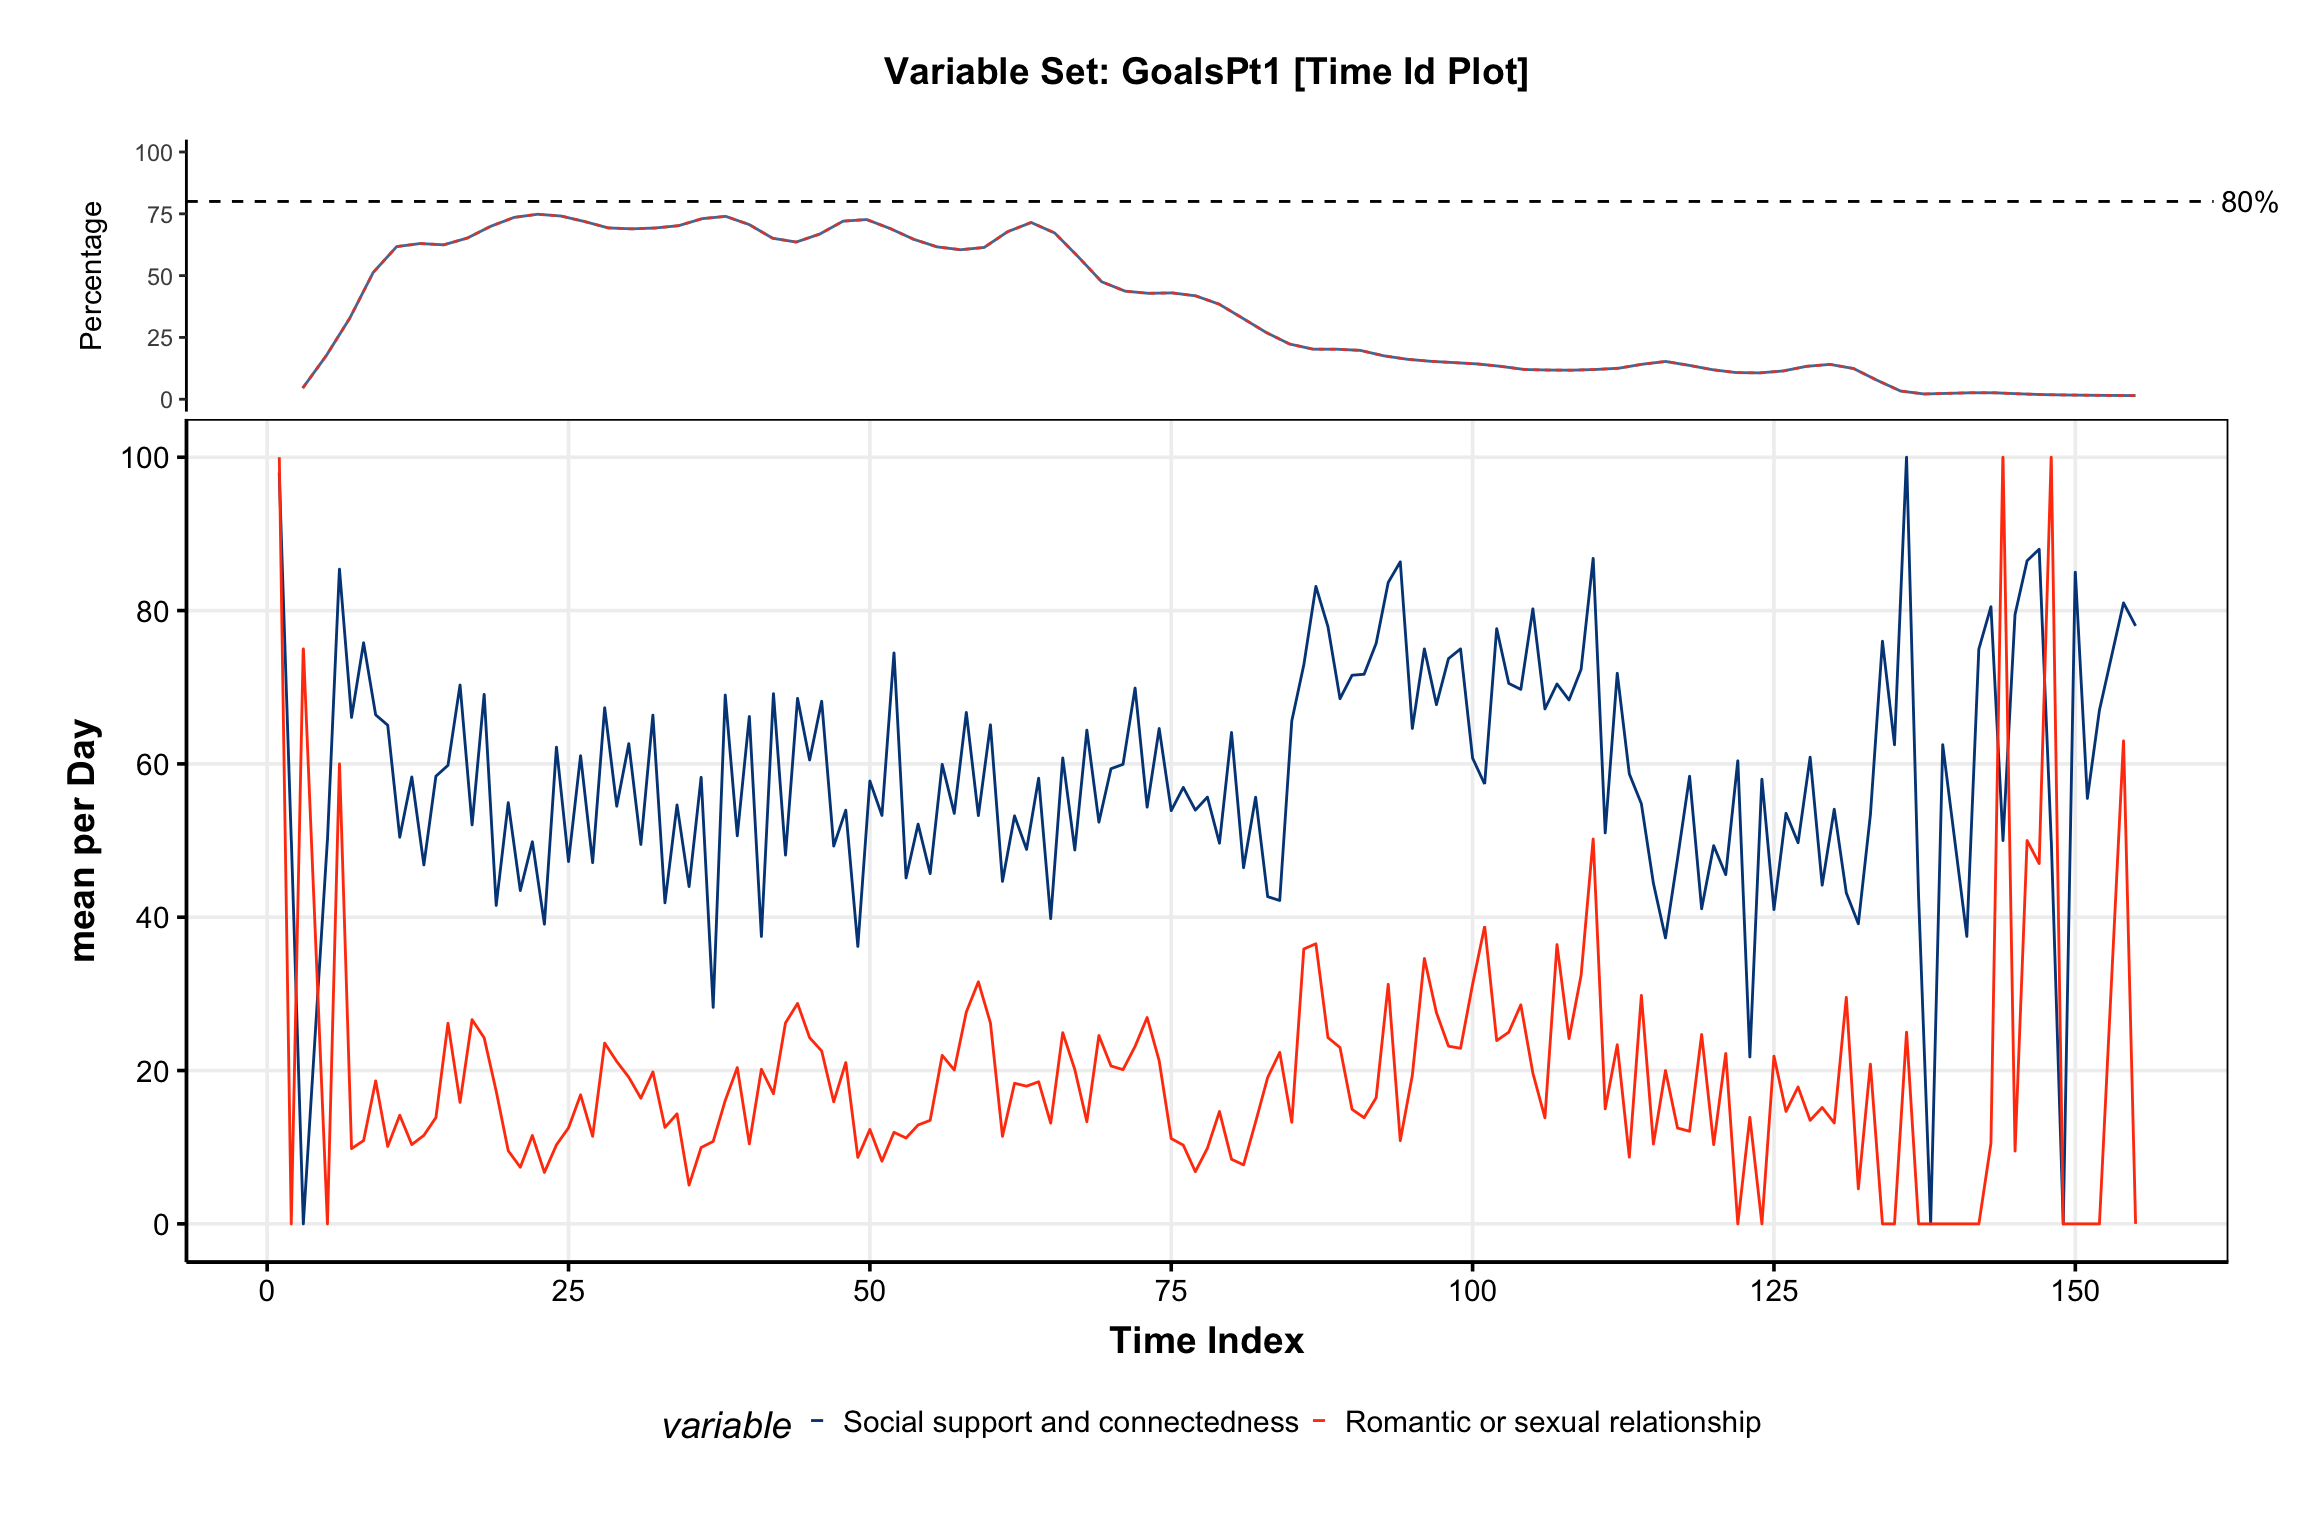 Variable Set: GoalsPt1 [Time Id Plot]
Percentage
100
75
50
25
0
80%
mean per Day
100
80
60
40
20
0
0 25 50 75 100 125 150
Time Index
variable Social support and connectedness Romantic or sexual relationship